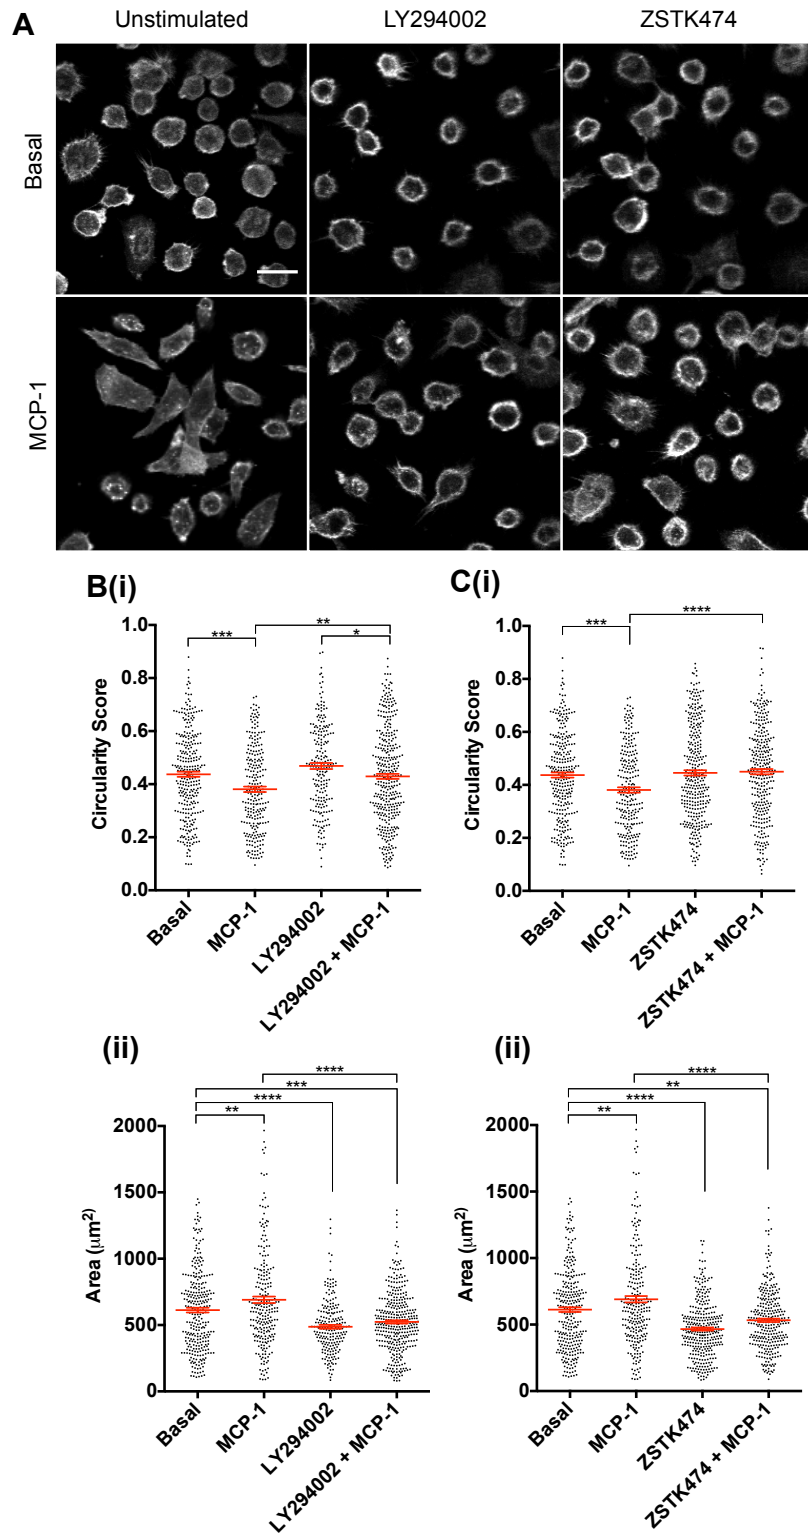 A
Unstimulated LY294002 ZSTK474
Basal
MCP-1
B(i)
Circularity Score
1.0
0.8
0.6
0.4
0.2
0.0
*** ** *
Basal MCP-1 LY294002 LY294002 + MCP-1
C(i)
Circularity Score
1.0
0.8
0.6
0.4
0.2
0.0
*** ****
Basal MCP-1 ZSTK474 ZSTK474 + MCP-1
(ii)
Area (μm²)
2000
1500
1000
500
0
****
***
****
**
Basal MCP-1 LY294002 LY294002 + MCP-1
(ii)
Area (μm²)
2000
1500
1000
500
0
****
**
****
**
Basal MCP-1 ZSTK474 ZSTK474 + MCP-1